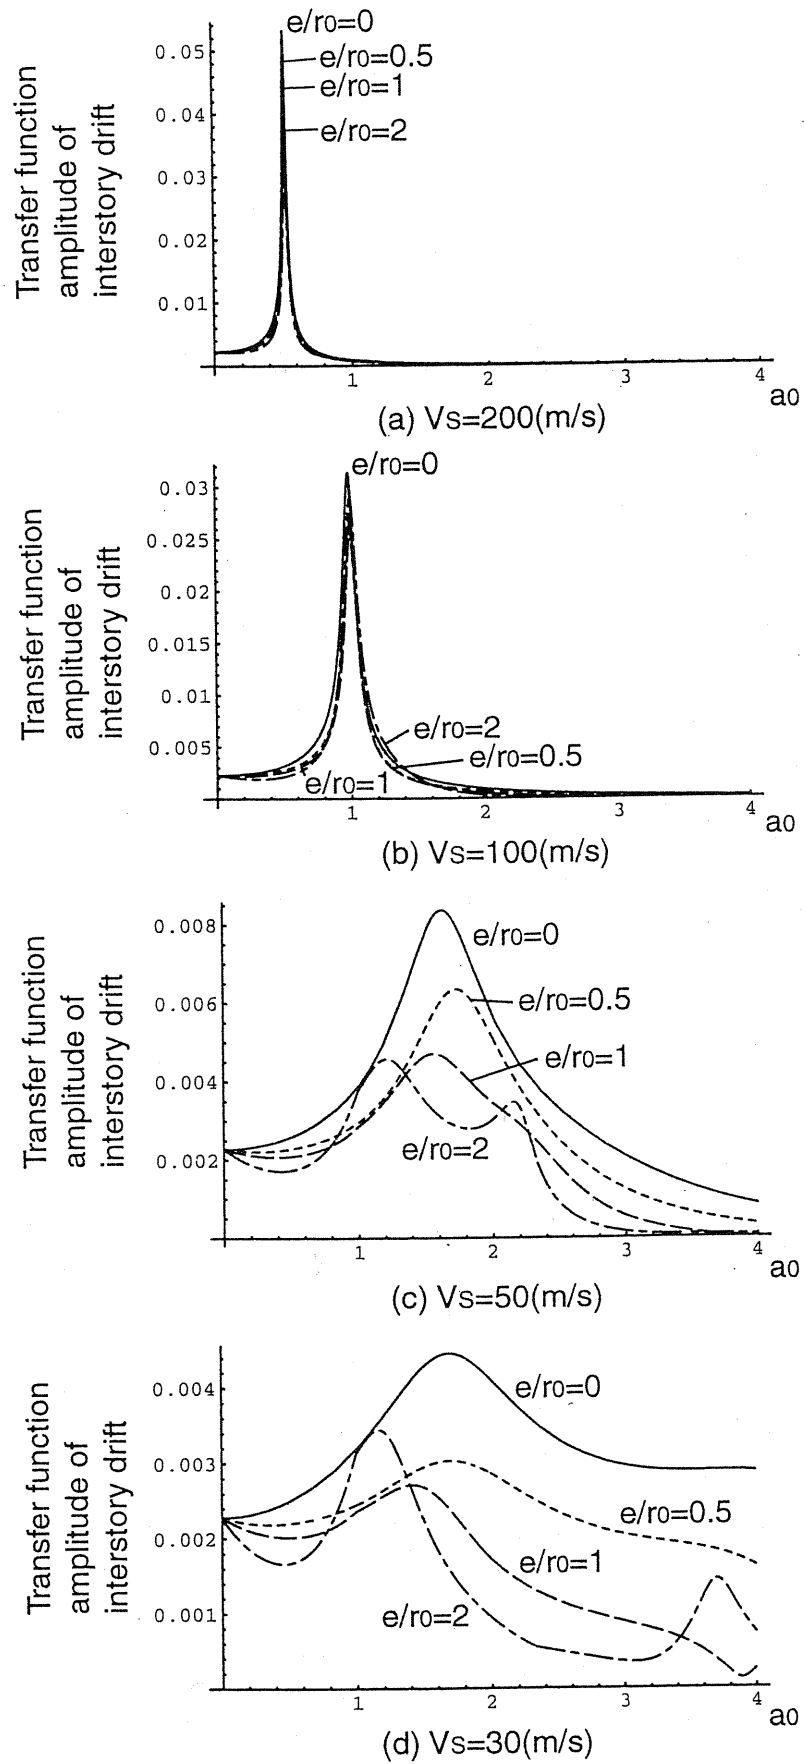 e/r0=0
e/r0=0.5
e/r0=1
e/r0=2
Transfer function
amplitude of
interstory drift
0.05
0.04
0.03
0.02
0.01
1
2
3
4
a0
(a) Vs=200(m/s)
e/r0=0
Transfer function
amplitude of
interstory drift
0.03
0.025
0.02
0.015
0.01
0.005
e/r0=2
e/r0=0.5
e/r0=1
1
2
3
4
a0
(b) Vs=100(m/s)
Transfer function
amplitude of
interstory drift
0.008
0.006
0.004
0.002
e/r0=0
e/r0=0.5
e/r0=1
e/r0=2
1
2
3
4
a0
(c) Vs=50(m/s)
Transfer function
amplitude of
interstory drift
0.004
0.003
0.002
0.001
e/r0=0
e/r0=0.5
e/r0=1
e/r0=2
1
2
3
4
a0
(d) Vs=30(m/s)